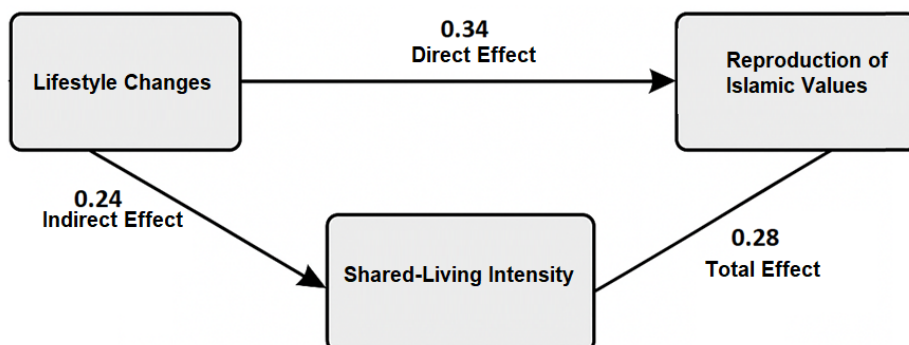 0.34
Direct Effect
Lifestyle Changes
Reproduction of
Islamic Values
0.24
Indirect Effect
Shared-Living Intensity
0.28
Total Effect